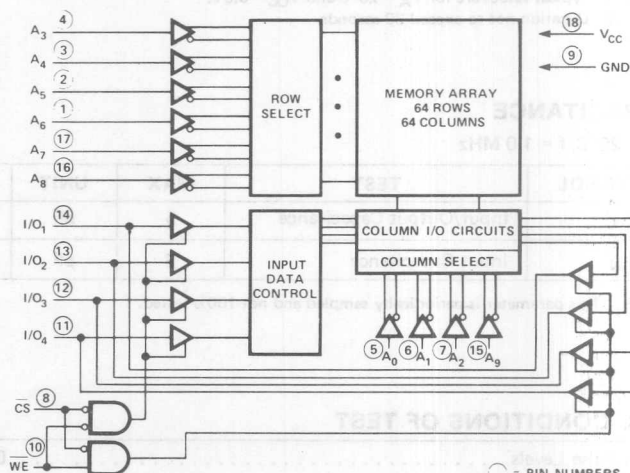 A3 4
A4 3
A5 2
A6 1
A7 17
A8 16
ROW
SELECT
MEMORY ARRAY
64 ROWS
64 COLUMNS
18 VCC
9 GND
I/O1 14
I/O2 13
I/O3 12
I/O4 11
INPUT
DATA
CONTROL
COLUMN I/O CIRCUITS
COLUMN SELECT
5 A0 6 A1 7 A2 15 A9
CS 8
WE 10
= PIN NUMBERS